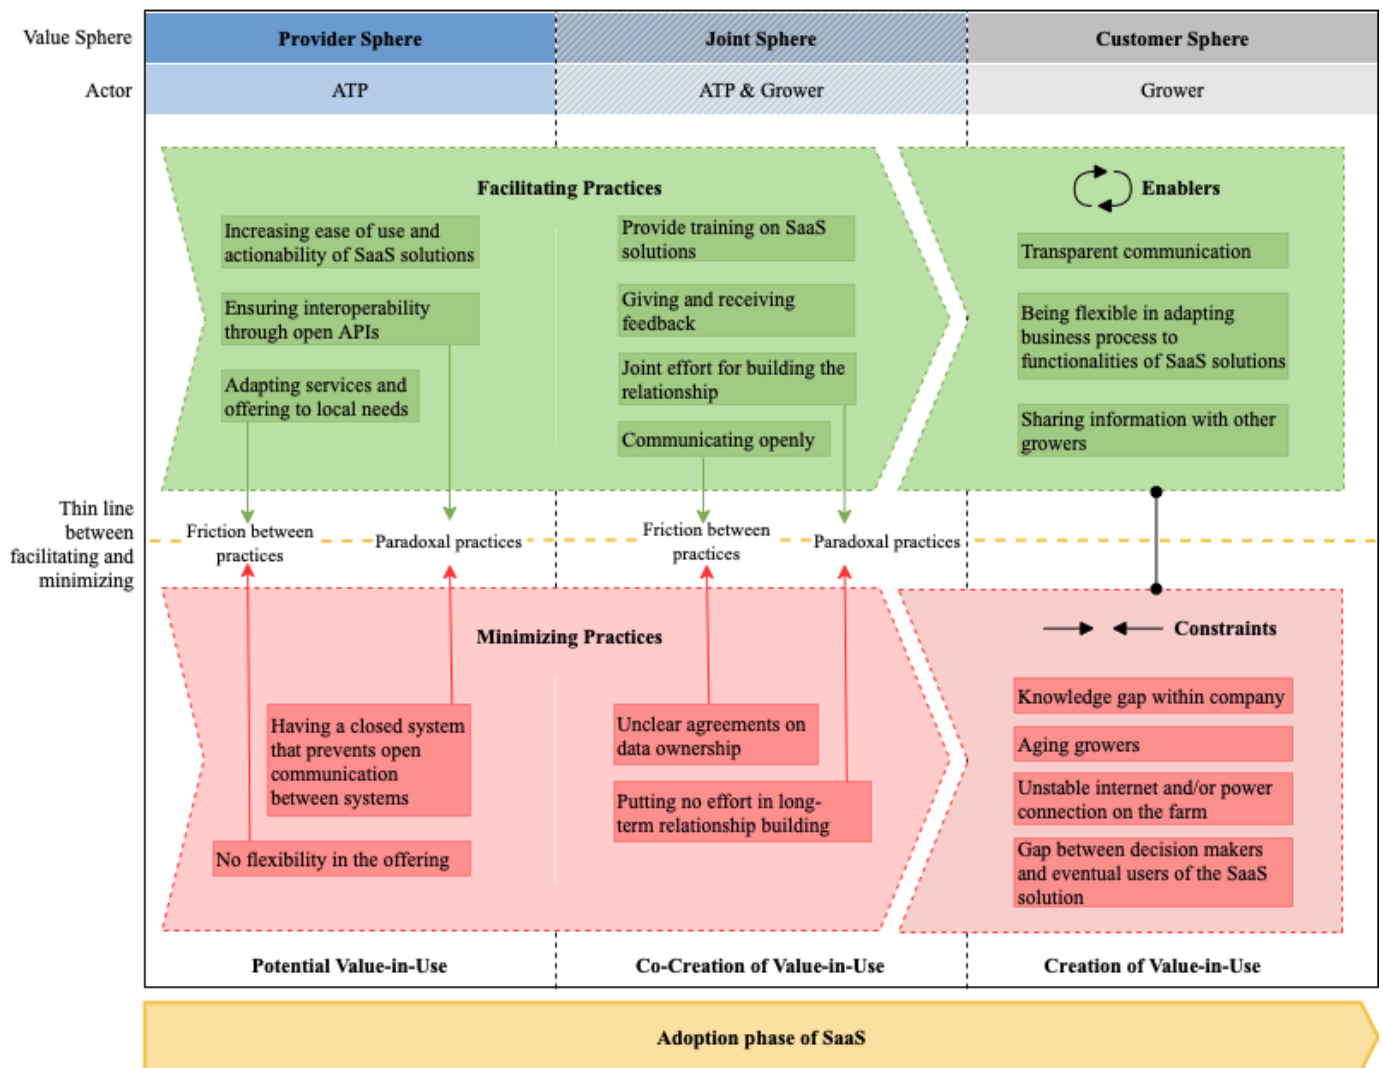 Value Sphere
Provider Sphere
Joint Sphere
Customer Sphere
Actor
ATP
ATP & Grower
Grower
Facilitating Practices
Increasing ease of use and
actionability of SaaS solutions
Ensuring interoperability
through open APIs
Adapting services and
offering to local needs
Provide training on SaaS
solutions
Giving and receiving
feedback
Joint effort for building the
relationship
Communicating openly
Enablers
Transparent communication
Being flexible in adapting
business process to
functionalities of SaaS solutions
Sharing information with other
growers
Thin line
between
facilitating and
minimizing
Friction between
practices
Paradoxal practices
Friction between
practices
Paradoxal practices
Minimizing Practices
Having a closed system
that prevents open
communication
between systems
No flexibility in the offering
Unclear agreements on
data ownership
Putting no effort in long-
term relationship building
Constraints
Knowledge gap within company
Aging growers
Unstable internet and/or power
connection on the farm
Gap between decision makers
and eventual users of the SaaS
solution
Potential Value-in-Use
Co-Creation of Value-in-Use
Creation of Value-in-Use
Adoption phase of SaaS